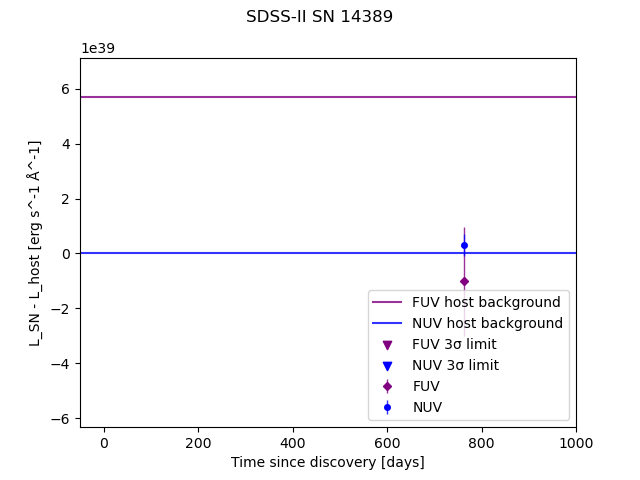 SDSS-II SN 14389
1e39
6
4
2
0
−2
−4
−6
L_SN - L_host [erg s^-1 Å^-1]
FUV host background
NUV host background
FUV 3σ limit
NUV 3σ limit
FUV
NUV
0 200 400 600 800 1000
Time since discovery [days]